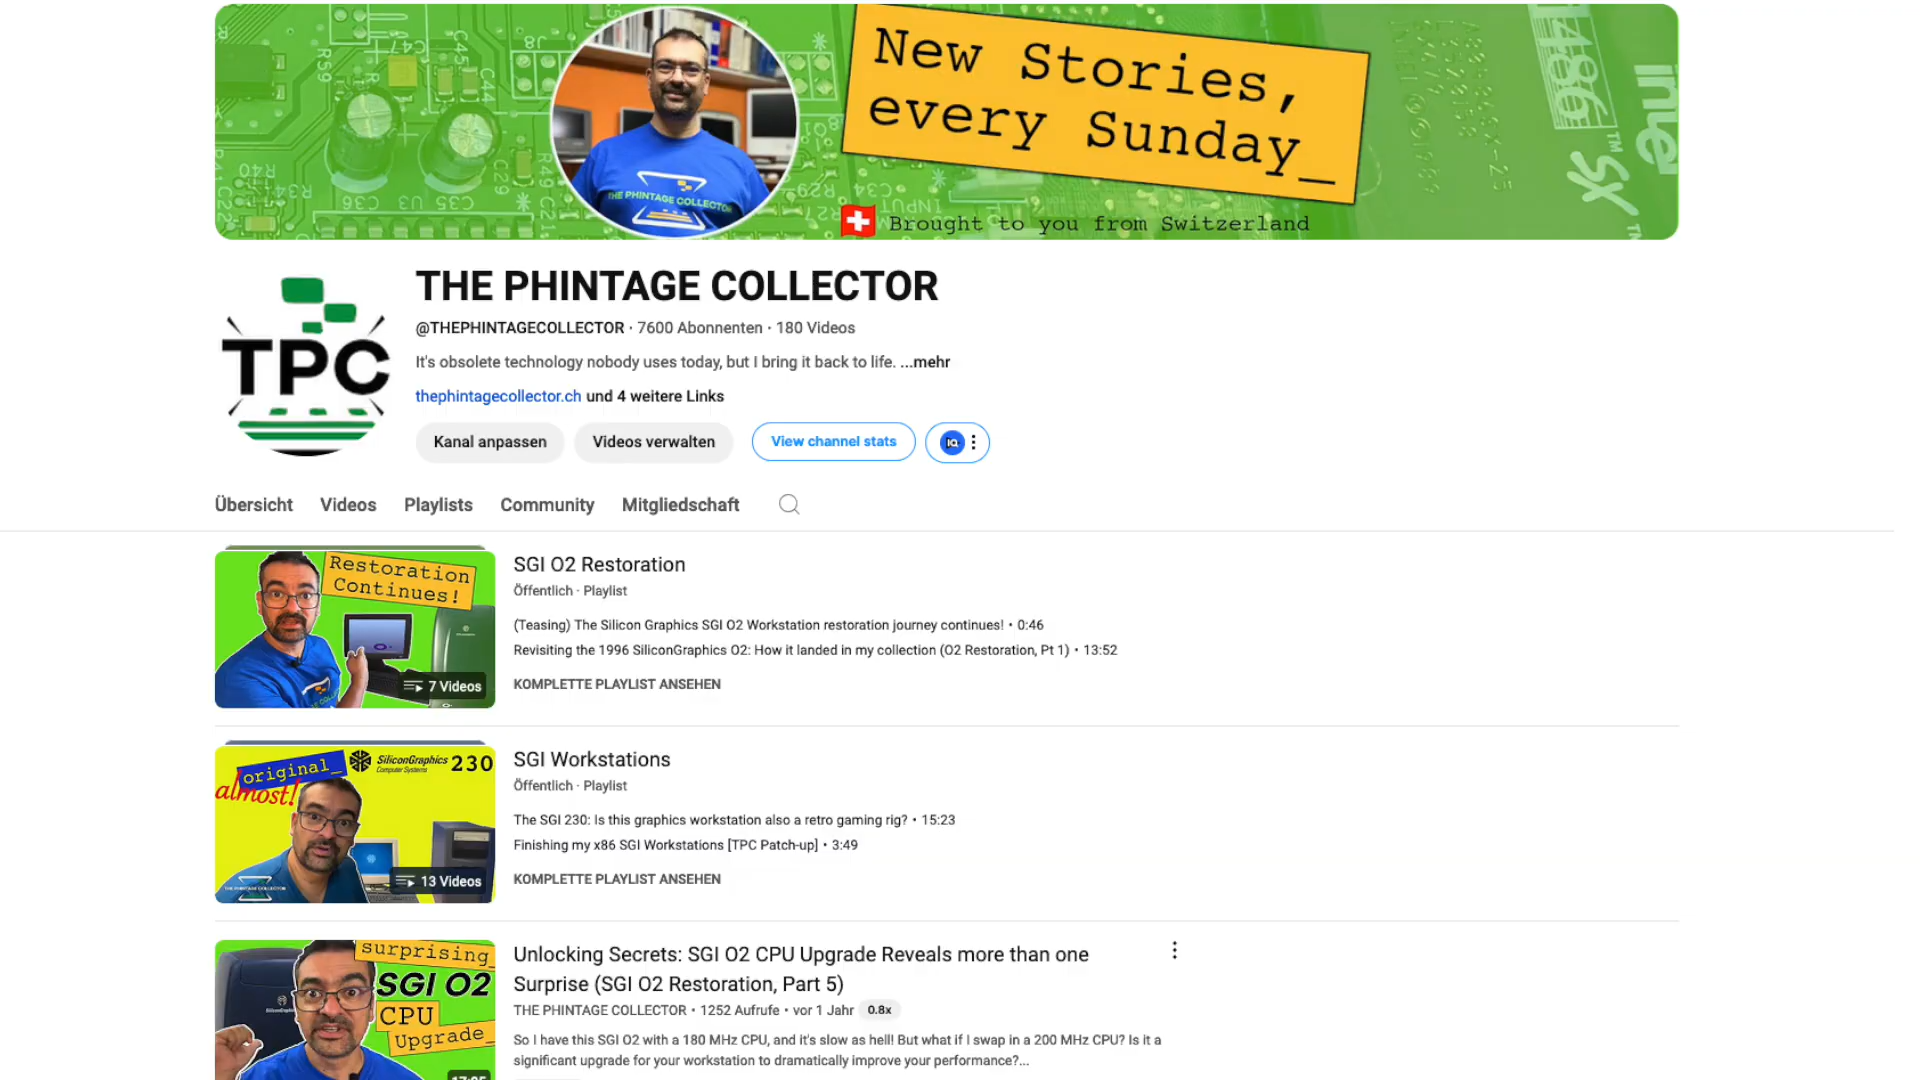 New Stories,
every Sunday_
Brought to you from Switzerland
THE PHINTAGE COLLECTOR
TPC
THE PHINTAGE COLLECTOR
@THEPHINTAGECOLLECTOR · 7600 Abonnenten · 180 Videos
It's obsolete technology nobody uses today, but I bring it back to life. ...mehr
thephintagecollector.ch und 4 weitere Links
Kanal anpassen
Videos verwalten
View channel stats
Übersicht
Videos
Playlists
Community
Mitgliedschaft
Restoration
Continues!
7 Videos
SGI O2 Restoration
Öffentlich · Playlist
(Teasing) The Silicon Graphics SGI O2 Workstation restoration journey continues! • 0:46
Revisiting the 1996 SiliconGraphics O2: How it landed in my collection (O2 Restoration, Pt 1) • 13:52
KOMPLETTE PLAYLIST ANSEHEN
original_
almost!
SiliconGraphics
Computer Systems
230
13 Videos
SGI Workstations
Öffentlich · Playlist
The SGI 230: Is this graphics workstation also a retro gaming rig? • 15:23
Finishing my x86 SGI Workstations [TPC Patch-up] • 3:49
KOMPLETTE PLAYLIST ANSEHEN
surprising_
SGI O2
CPU
Upgrade_
Unlocking Secrets: SGI O2 CPU Upgrade Reveals more than one
Surprise (SGI O2 Restoration, Part 5)
THE PHINTAGE COLLECTOR • 1252 Aufrufe • vor 1 Jahr 0.8x
So I have this SGI O2 with a 180 MHz CPU, and it's slow as hell! But what if I swap in a 200 MHz CPU? Is it a
significant upgrade for your workstation to dramatically improve your performance?...